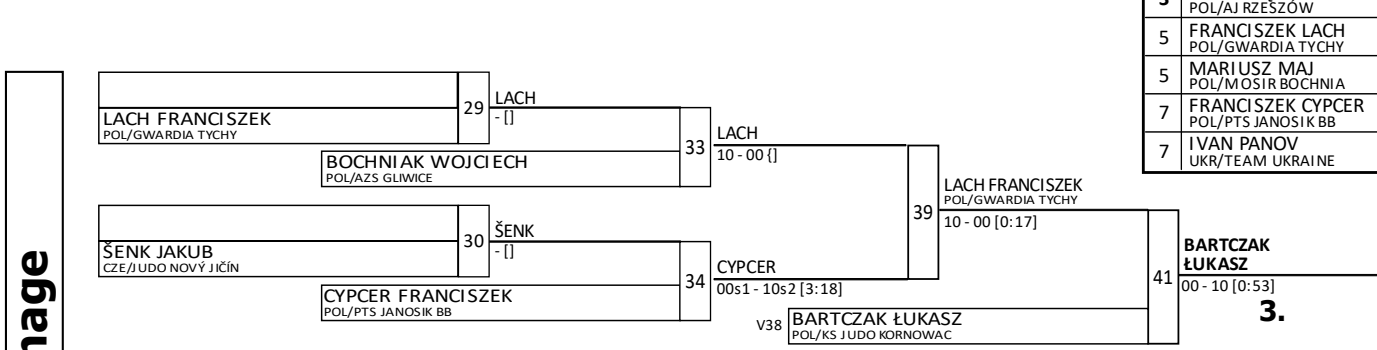 3
POL/AJ RZESZÓW
5
FRANCISZEK LACH
POL/GWARDIA TYCHY
5
MARIUSZ MAJ
POL/MOSIR BOCHNIA
7
FRANCISZEK CYPCER
POL/PTS JANOSIK BB
7
IVAN PANOV
UKR/TEAM UKRAINE
LACH FRANCISZEK
POL/GWARDIA TYCHY
29
LACH
- []
BOCHNIAK WOJCIECH
POL/AZS GLIWICE
33
LACH
10 - 00 {]
ŠENK JAKUB
CZE/JUDO NOVÝ JIČÍN
30
ŠENK
- []
CYPCER FRANCISZEK
POL/PTS JANOSIK BB
34
CYPCER
00s1 - 10s2 [3:18]
39
LACH FRANCISZEK
POL/GWARDIA TYCHY
10 - 00 [0:17]
V38
BARTCZAK ŁUKASZ
POL/KS JUDO KORNOWAC
41
BARTCZAK
ŁUKASZ
00 - 10 [0:53]
3.